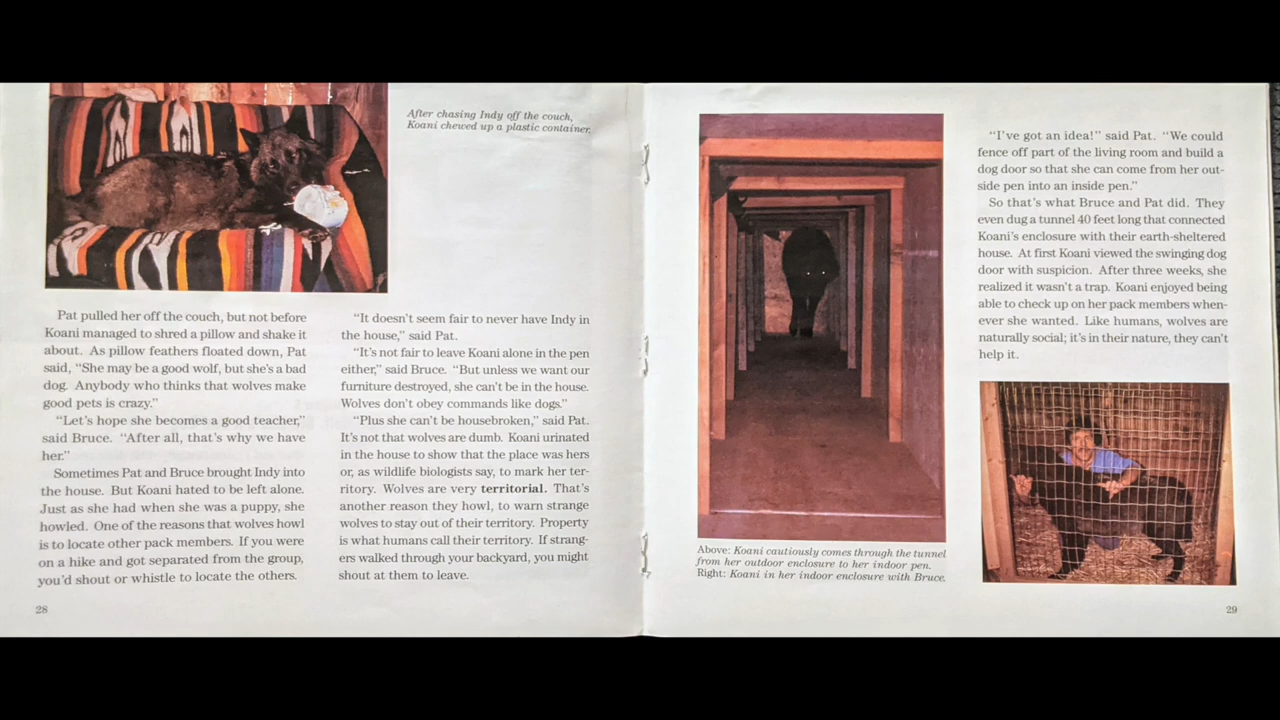 After chasing Indy off the couch,
Koani chewed up a plastic container.
Pat pulled her off the couch, but not before
Koani managed to shred a pillow and shake it
about. As pillow feathers floated down, Pat
said, “She may be a good wolf, but she’s a bad
dog. Anybody who thinks that wolves make
good pets is crazy.”
“Let’s hope she becomes a good teacher,”
said Bruce. “After all, that’s why we have
her.”
Sometimes Pat and Bruce brought Indy into
the house. But Koani hated to be left alone.
Just as she had when she was a puppy, she
howled. One of the reasons that wolves howl
is to locate other pack members. If you were
on a hike and got separated from the group,
you’d shout or whistle to locate the others.
28
“It doesn’t seem fair to never have Indy in
the house,” said Pat.
“It’s not fair to leave Koani alone in the pen
either,” said Bruce. “But unless we want our
furniture destroyed, she can’t be in the house.
Wolves don’t obey commands like dogs.”
“Plus she can’t be housebroken,” said Pat.
It’s not that wolves are dumb. Koani urinated
in the house to show that the place was hers
or, as wildlife biologists say, to mark her ter-
ritory. Wolves are very territorial. That’s
another reason they howl, to warn strange
wolves to stay out of their territory. Property
is what humans call their territory. If strang-
ers walked through your backyard, you might
shout at them to leave.
Above: Koani cautiously comes through the tunnel
from her outdoor enclosure to her indoor pen.
Right: Koani in her indoor enclosure with Bruce.
“I’ve got an idea!” said Pat. “We could
fence off part of the living room and build a
dog door so that she can come from her out-
side pen into an inside pen.”
So that’s what Bruce and Pat did. They
even dug a tunnel 40 feet long that connected
Koani’s enclosure with their earth-sheltered
house. At first Koani viewed the swinging dog
door with suspicion. After three weeks, she
realized it wasn’t a trap. Koani enjoyed being
able to check up on her pack members when-
ever she wanted. Like humans, wolves are
naturally social; it’s in their nature, they can’t
help it.
29